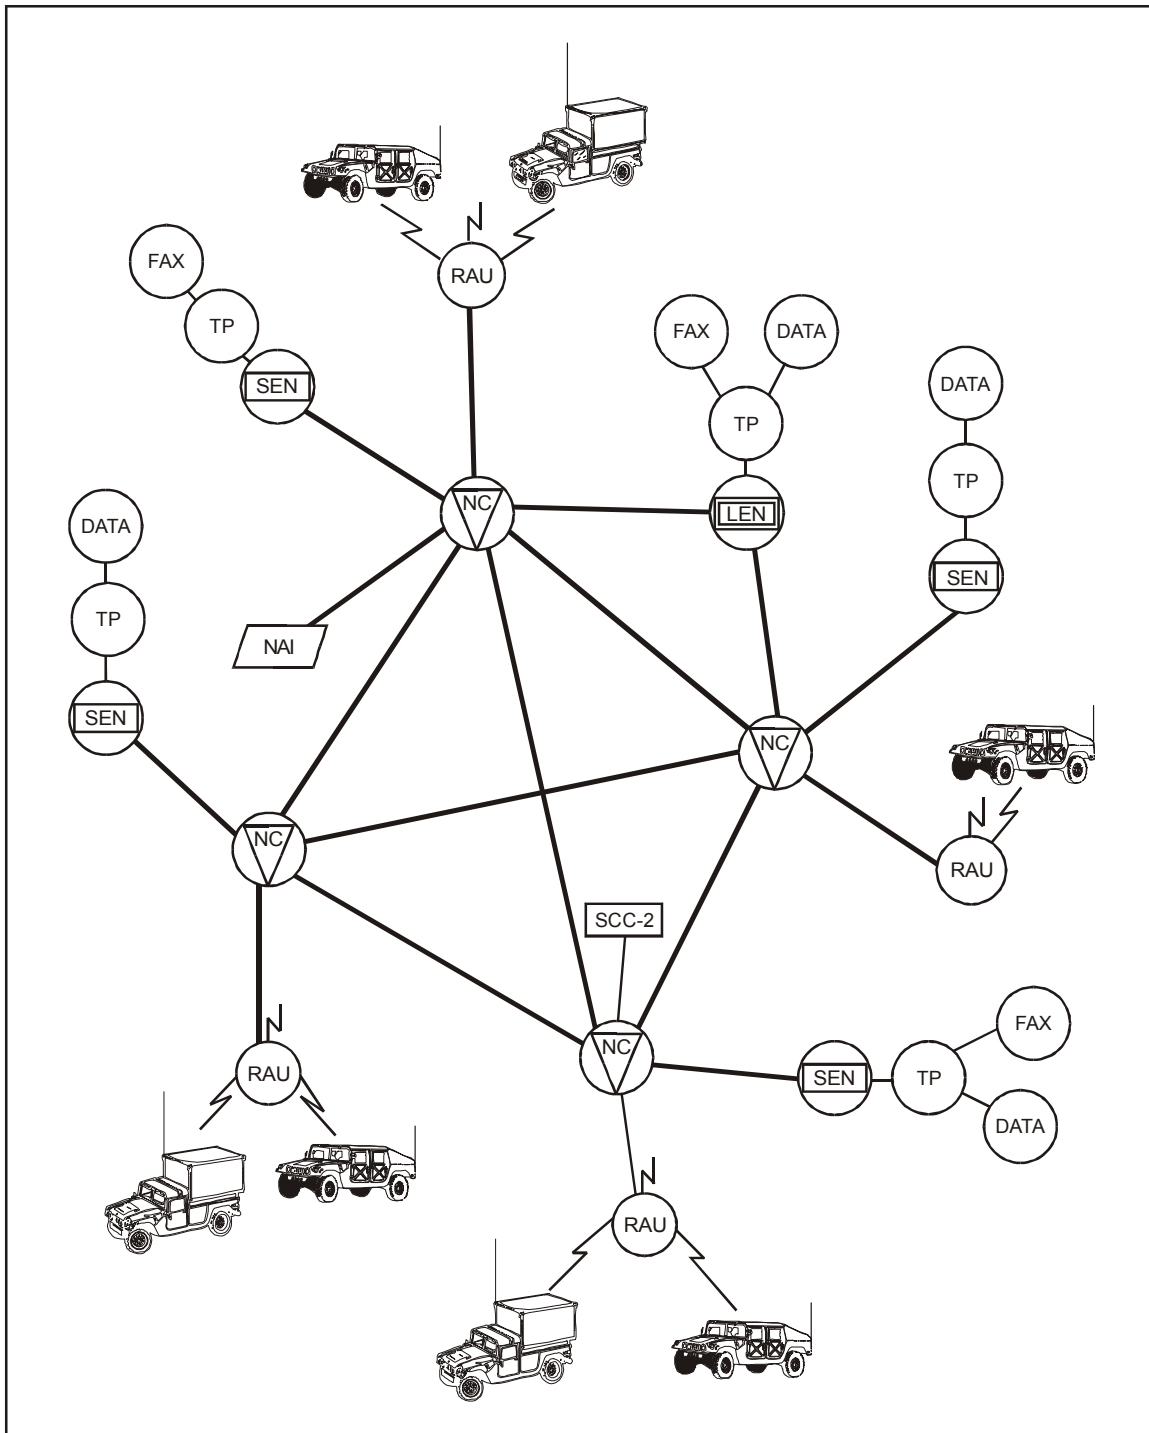 RAU
FAX
TP
SEN
FAX
DATA
TP
LEN
DATA
TP
SEN
NC
DATA
TP
SEN
NAI
NC
RAU
NC
SCC-2
NC
RAU
SEN
TP
FAX
DATA
RAU